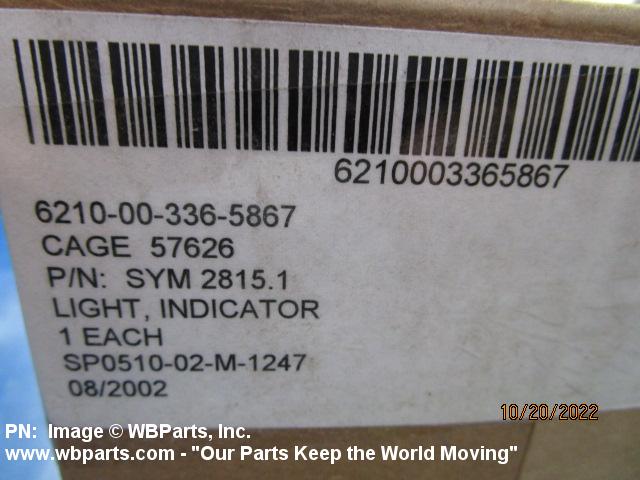 6210003365867
6210-00-336-5867
CAGE 57626
P/N: SYM 2815.1
LIGHT, INDICATOR
1 EACH
SP0510-02-M-1247
08/2002
10/20/2022
PN: Image © WBParts, Inc.
www.wbparts.com - "Our Parts Keep the World Moving"